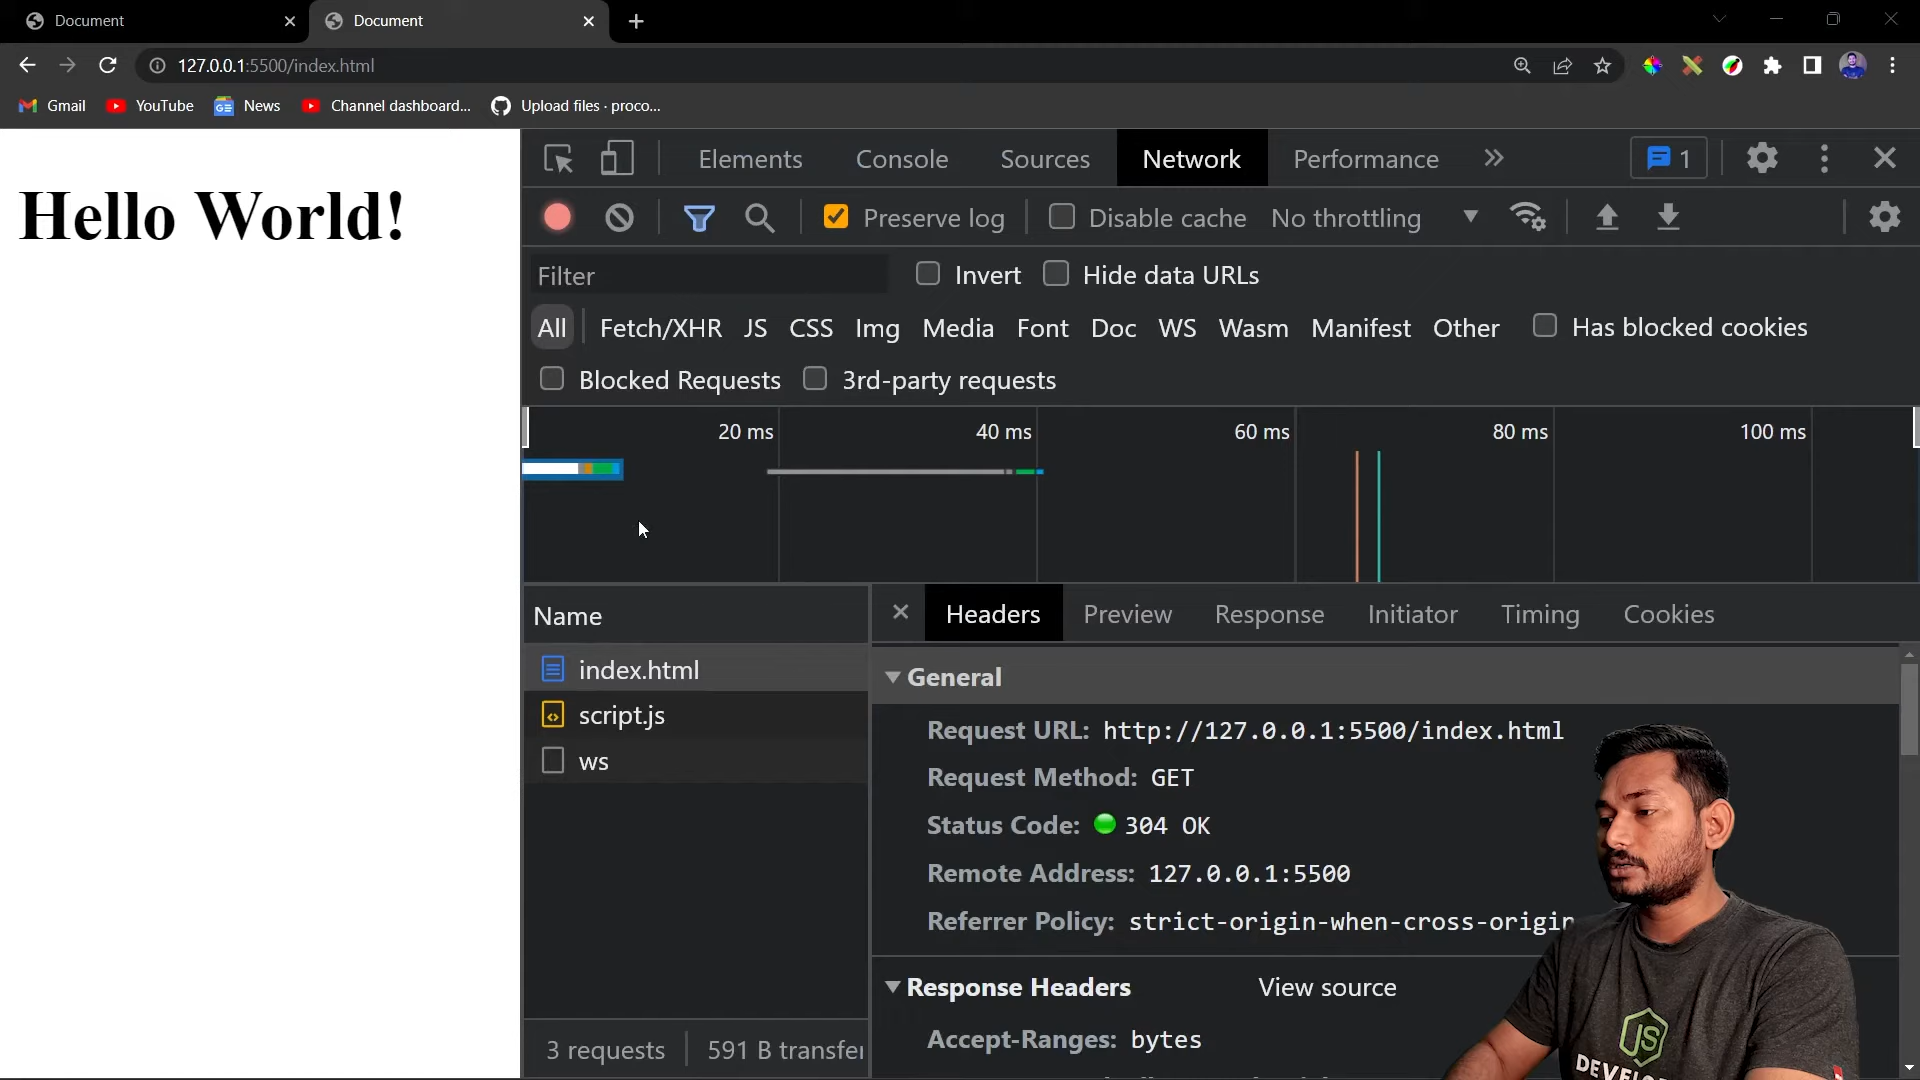 Document
Document
127.0.0.1:5500/index.html
Gmail
YouTube
News
Channel dashboard...
Upload files · proco...
Hello World!
Elements
Console
Sources
Network
Performance
1
Preserve log
Disable cache
No throttling
Filter
Invert
Hide data URLs
All
Fetch/XHR
JS
CSS
Img
Media
Font
Doc
WS
Wasm
Manifest
Other
Has blocked cookies
Blocked Requests
3rd-party requests
20 ms
40 ms
60 ms
80 ms
100 ms
Name
index.html
script.js
ws
3 requests
591 B transfer
Headers
Preview
Response
Initiator
Timing
Cookies
General
Request URL: http://127.0.0.1:5500/index.html
Request Method: GET
Status Code: 304 OK
Remote Address: 127.0.0.1:5500
Referrer Policy: strict-origin-when-cross-origin
Response Headers
View source
Accept-Ranges: bytes
JS